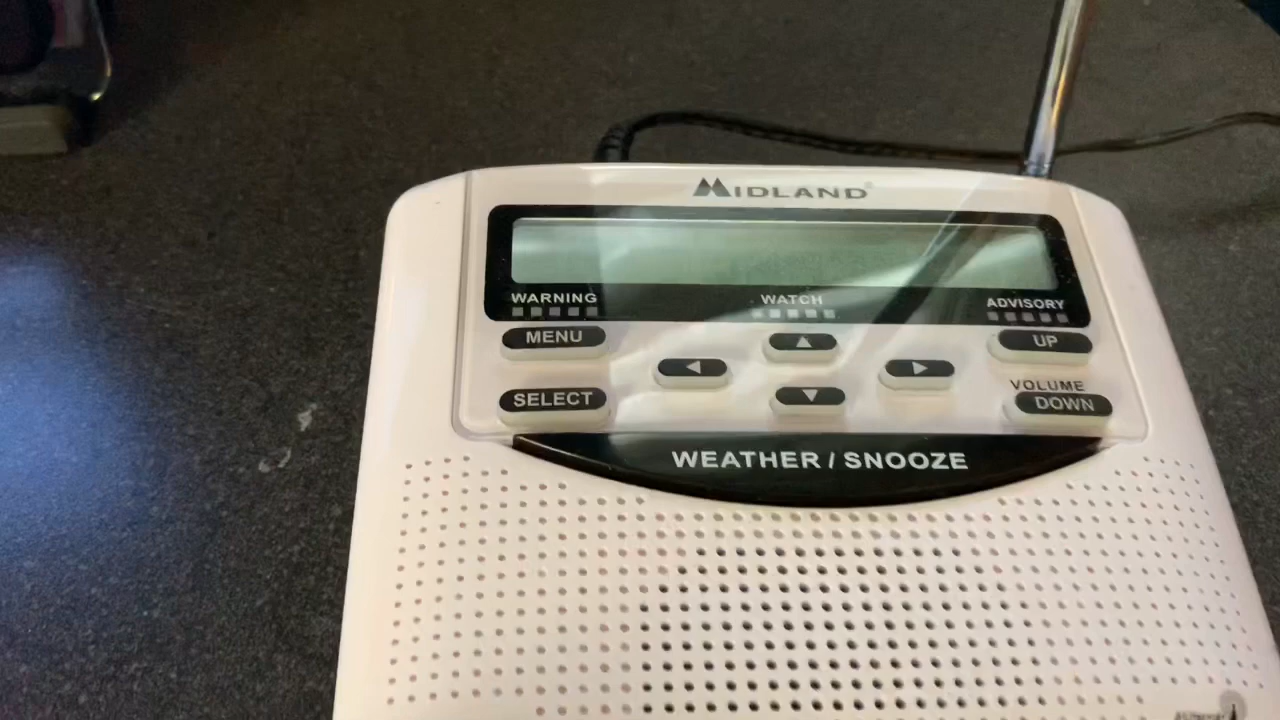 MIDLAND
WARNING WATCH ADVISORY
MENU ▲ UP
◄ ►
VOLUME
SELECT ▼ DOWN
WEATHER / SNOOZE